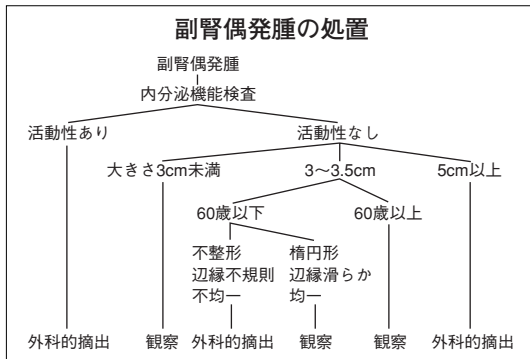 副腎偶発腫の処置
副腎偶発腫
内分泌機能検査
活動性あり
活動性なし
大きさ3cm未満
3〜3.5cm
5cm以上
60歳以下
60歳以上
不整形
辺縁不規則
不均一
楕円形
辺縁滑らか
均一
外科的摘出
観察
外科的摘出
観察
観察
外科的摘出